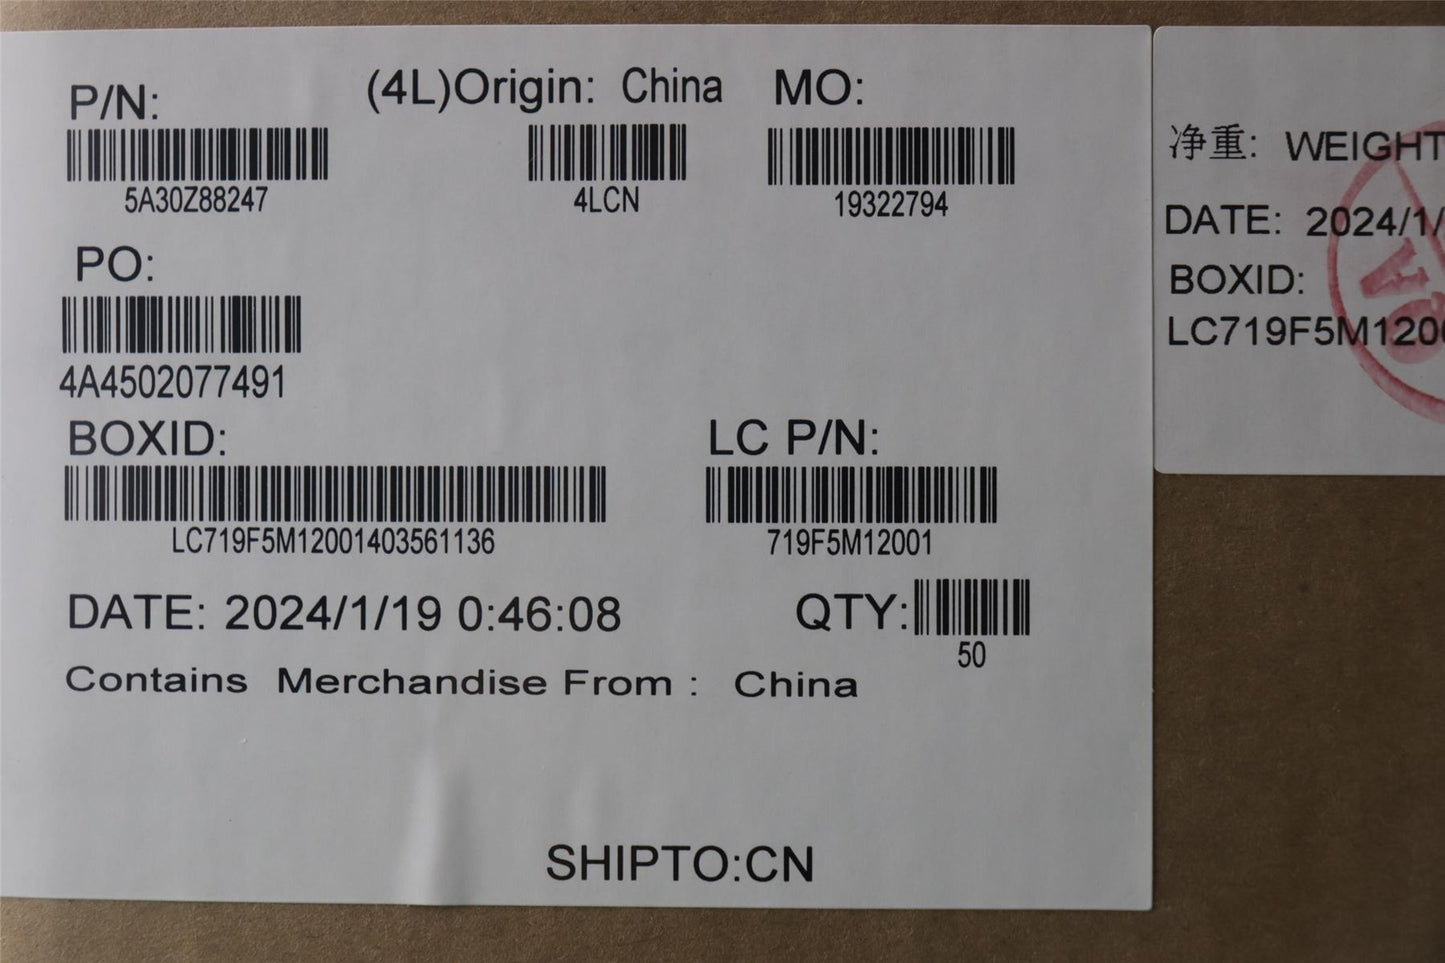 P/N:
5A30Z88247
(4L)Origin: China
4LCN
MO:
19322794
PO:
4A4502077491
BOXID:
LC719F5M12001403561136
LC P/N:
719F5M12001
DATE: 2024/1/19 0:46:08
QTY:
50
Contains Merchandise From : China
SHIPTO:CN
净重: WEIGHT
DATE: 2024/1/
BOXID:
LC719F5M120